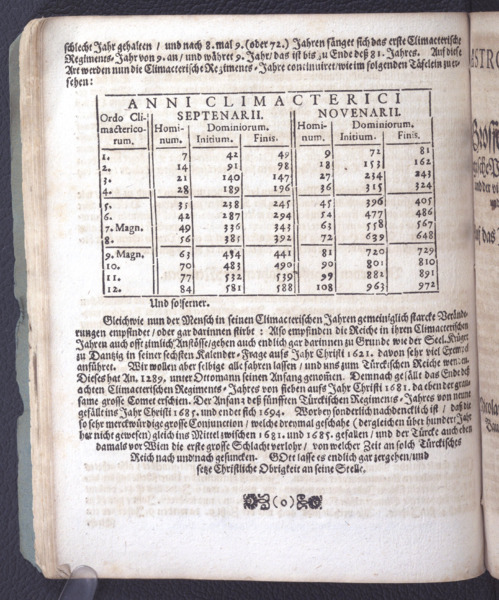 schlecht Jahr gehalten / und nach 8. mal 9. (oder 72.) Jahren fänget sich das erste Climacterische
Regiments-Jahr von 9. an / und währet 9. Jahr / das ist bis zu Ende deß 81. Jahres. Auf diese
Art werden nun die Climacterische Regiments-Jahre continuiret / wie im folgenden Täfelein zu er-
sehen:
ANNI CLIMACTERICI
Ordo Cli- SEPTENARII. NOVENARII.
macterico- Homi- Dominiorum. Homi- Dominiorum.
rum. num. Initium. Finis. num. Initium. Finis.
1. 7 42 49 9 72 81
2. 14 91 98 18 153 162
3. 21 140 147 27 234 243
4. 28 189 196 36 315 324
5. 35 238 245 45 396 405
6. 42 287 294 54 477 486
7. Magn. 49 336 343 63 558 567
8. 56 385 392 72 639 648
9. Magn. 63 434 441 81 720 729
10. 70 483 490 90 801 810
11. 77 532 539 99 882 891
12. 84 581 588 108 963 972
Und so ferner.
Gleichwie nun der Mensch in seinen Climacterischen Jahren gemeiniglich starcke Verände-
rungen empfindet / oder gar darinnen stirbt : Also empfinden die Reiche in ihren Climacterischen
Jahren auch offt zimlich Anstösse / gehen auch endlich gar darinnen zu Grunde wie der Seel. Krüger
zu Dantzig in seiner sechsten Kalender-Frage aufs Jahr Christi 1621. davon sehr viel Exempel
anführet. Wir wollen aber selbige alle fahren lassen / und uns zum Türckischen Reiche wenden.
Dieses hat An. 1289. unter Ottomann seinen Anfang genommen. Demnach gefällt das Ende deß
achten Climacterischen Regiments-Jahres von sieben aufs Jahr Christi 1681. da eben der grau-
same grosse Comet erschien. Der Anfang deß fünfften Türckischen Regiments-Jahres von neune
gefällt ins Jahr Christi 1685. und endet sich 1694. Worbey sonderlich nachdencklich ist / daß die
so sehr merckwürdige grosse Conjunction / welche dreymal geschahe (dergleichen über hundert Jahr
her nicht gewesen) gleich ins Mittel zwischen 1681. und 1685. gefallen / und der Türcke auch eben
damals vor Wien die erste grosse Schlacht verlohr / von welcher Zeit an solch Türckisches
Reich nach und nach gesuncken. GOtt lasse es endlich gar zergehen / und
setze Christliche Obrigkeit an seine Stelle.
(o)